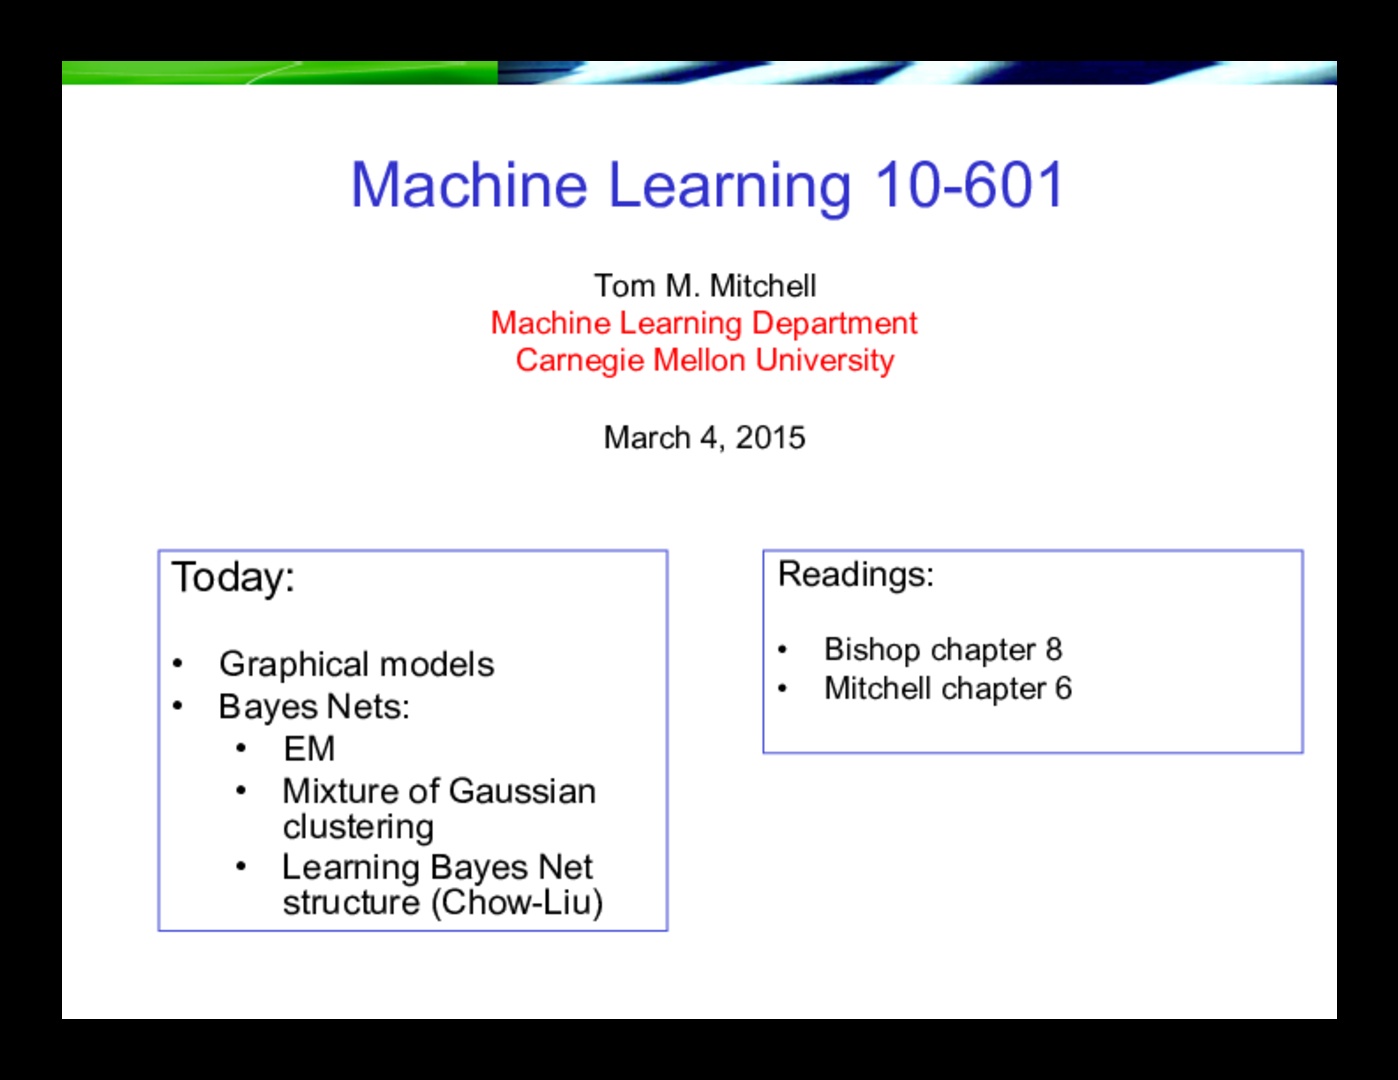 Machine Learning 10-601
Tom M. Mitchell
Machine Learning Department
Carnegie Mellon University
March 4, 2015
Today:
• Graphical models
• Bayes Nets:
• EM
• Mixture of Gaussian
clustering
• Learning Bayes Net
structure (Chow-Liu)
Readings:
• Bishop chapter 8
• Mitchell chapter 6